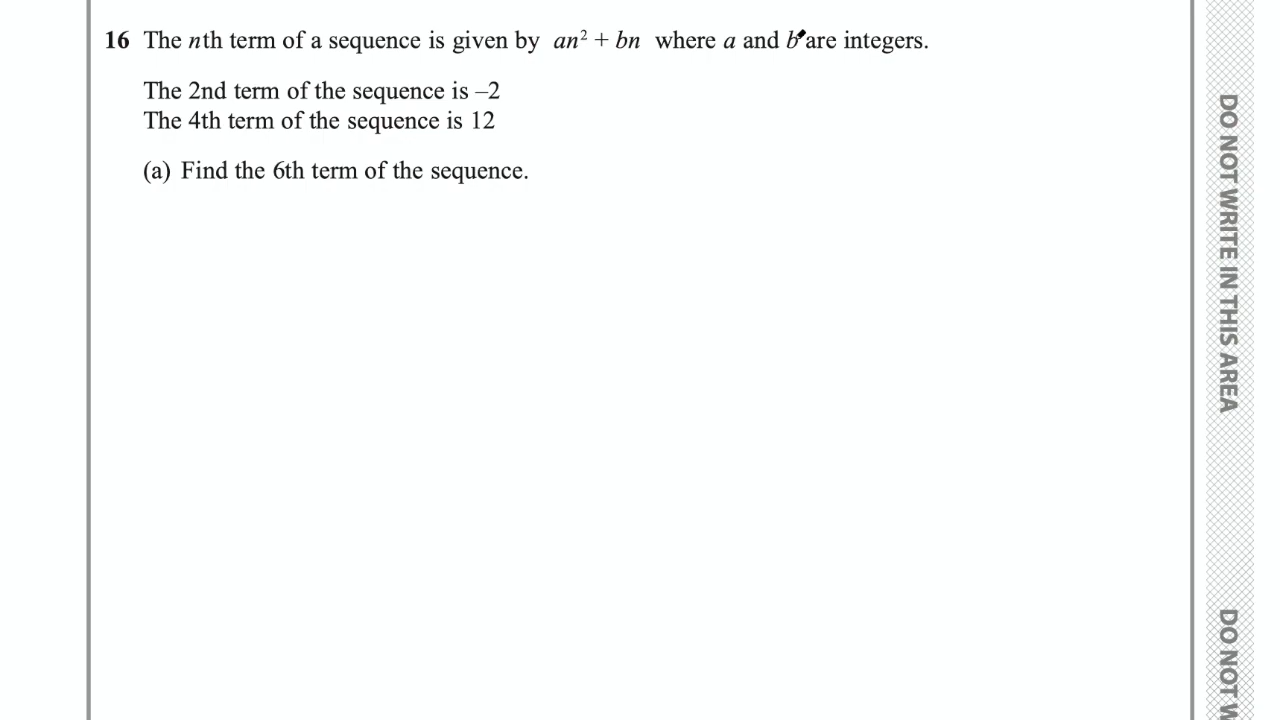 16 The nth term of a sequence is given by an² + bn where a and b are integers.
The 2nd term of the sequence is –2
The 4th term of the sequence is 12
(a) Find the 6th term of the sequence.
DO NOT WRITE IN THIS AREA
DO NOT W